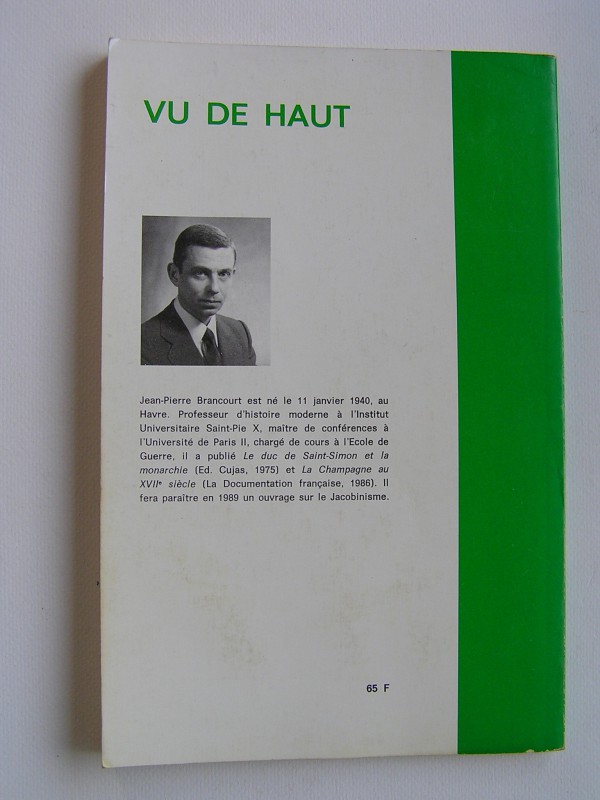 VU DE HAUT
Jean-Pierre Brancourt est né le 11 janvier 1940, au
Havre. Professeur d'histoire moderne à l'Institut
Universitaire Saint-Pie X, maître de conférences à
l'Université de Paris II, chargé de cours à l'Ecole de
Guerre, il a publié Le duc de Saint-Simon et la
monarchie (Ed. Cujas, 1975) et La Champagne au
XVIIe siècle (La Documentation française, 1986). Il
fera paraître en 1989 un ouvrage sur le Jacobinisme.
65 F